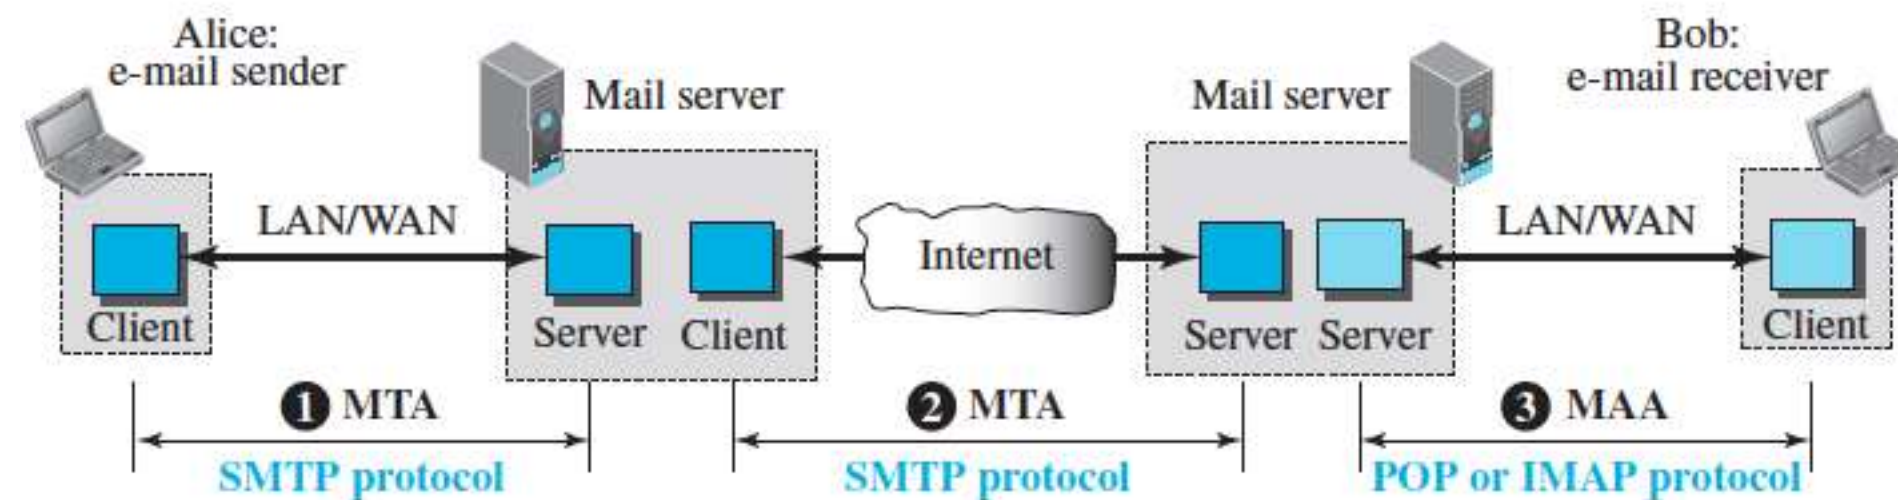 Alice:
e-mail sender
Mail server
Mail server
Bob:
e-mail receiver
LAN/WAN
Internet
LAN/WAN
Client
Server
Client
Server
Server
Client
1 MTA
2 MTA
3 MAA
SMTP protocol
SMTP protocol
POP or IMAP protocol